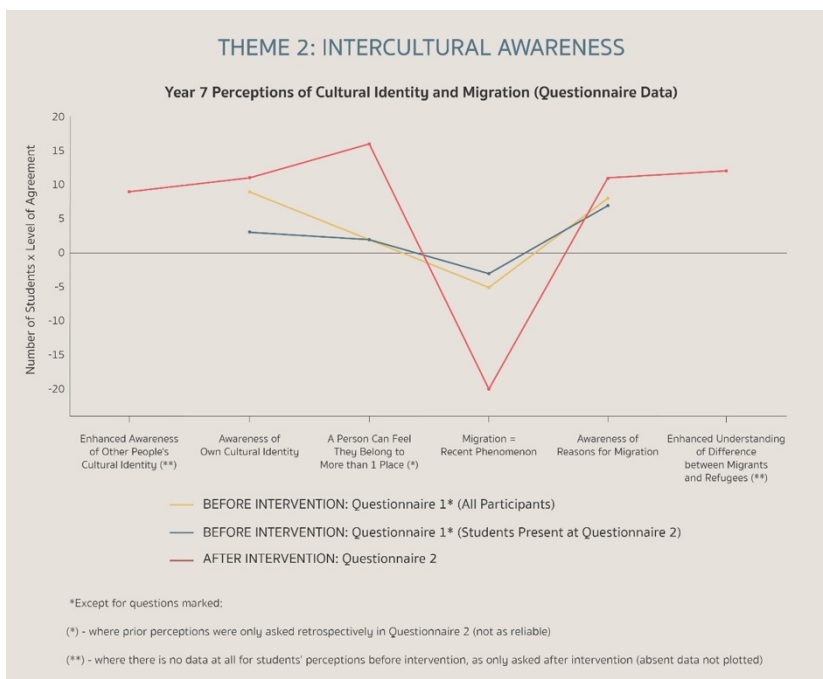 THEME 2: INTERCULTURAL AWARENESS
Year 7 Perceptions of Cultural Identity and Migration (Questionnaire Data)
Number of Students x Level of Agreement
20
15
10
5
0
-5
-10
-15
-20
Enhanced Awareness
of Other People's
Cultural Identity (**)
Awareness of
Own Cultural Identity
A Person Can Feel
They Belong to
More than 1 Place (*)
Migration =
Recent Phenomenon
Awareness of
Reasons for Migration
Enhanced Understanding
of Difference
between Migrants
and Refugees (**)
BEFORE INTERVENTION: Questionnaire 1* (All Participants)
BEFORE INTERVENTION: Questionnaire 1* (Students Present at Questionnaire 2)
AFTER INTERVENTION: Questionnaire 2
*Except for questions marked:
(*) - where prior perceptions were only asked retrospectively in Questionnaire 2 (not as reliable)
(**) - where there is no data at all for students' perceptions before intervention, as only asked after intervention (absent data not plotted)